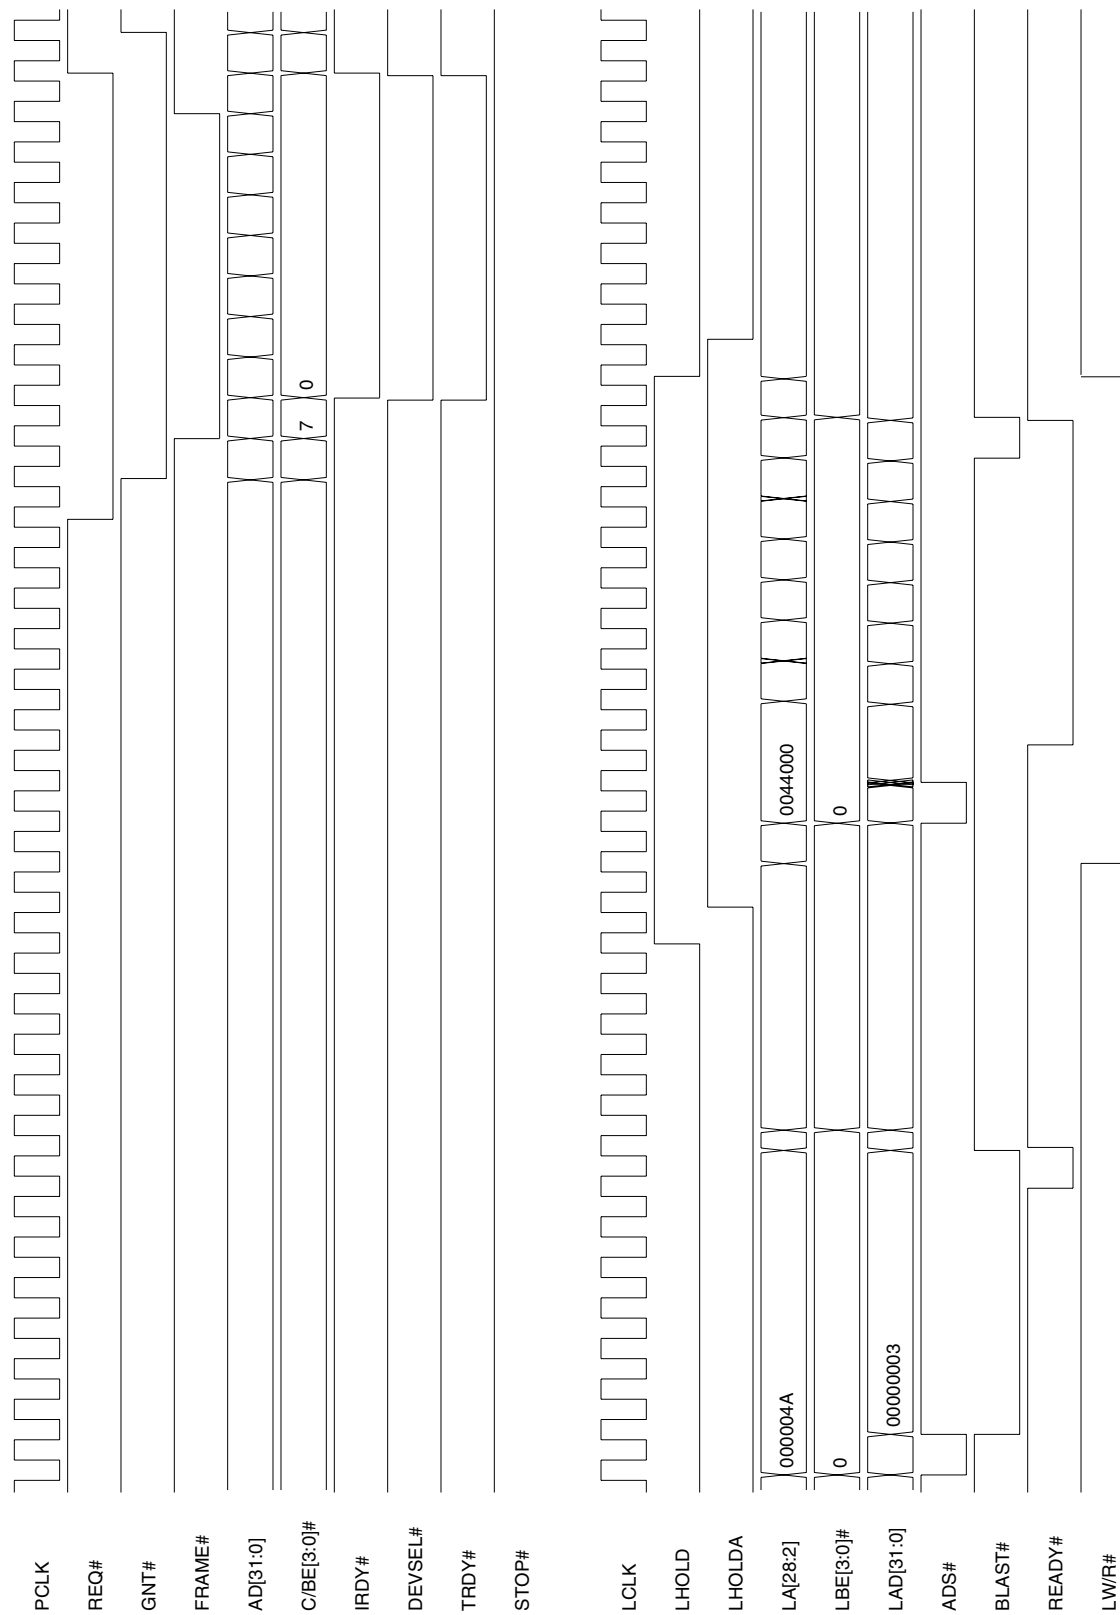 PCLK
REQ#
GNT#
FRAME#
AD[31:0]
C/BE[3:0]# 7 0
IRDY#
DEVSEL#
TRDY#
STOP#
LCLK
LHOLD
LHOLDA
LA[28:2] 000004A 0044000
LBE[3:0]# 0 0
LAD[31:0] 00000003
ADS#
BLAST#
READY#
LW/R#